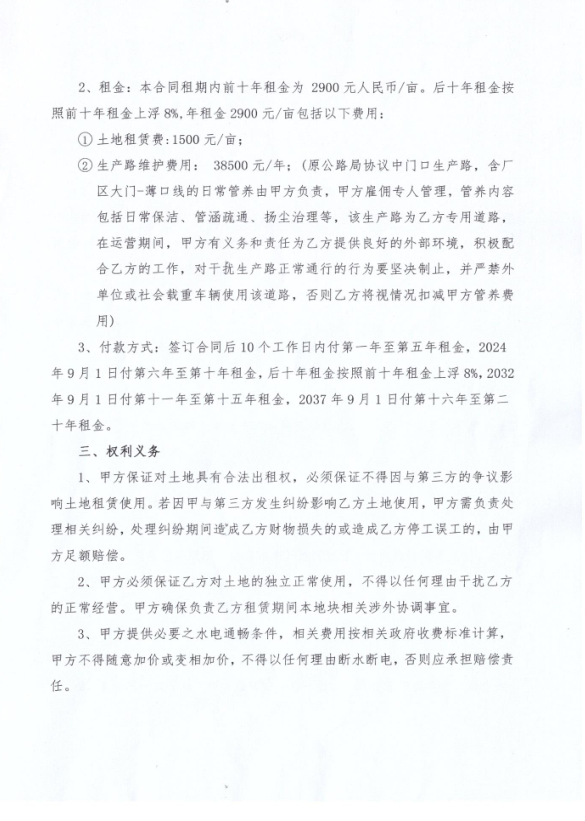 2、租金：本合同租期内前十年租金为 2900 元人民币/亩。后十年租金按
照前十年租金上浮 8%,年租金 2900 元/亩包括以下费用：
① 土地租赁费:1500 元/亩；
② 生产路维护费用： 38500 元/年；(原公路局协议中门口生产路，含厂
区大门-薄口线的日常管养由甲方负责，甲方雇佣专人管理，管养内容
包括日常保洁、管涵疏通、扬尘治理等，该生产路为乙方专用道路，
在运营期间，甲方有义务和责任为乙方提供良好的外部环境，积极配
合乙方的工作，对干扰生产路正常通行的行为要坚决制止，并严禁外
单位或社会载重车辆使用该道路，否则乙方将视情况扣减甲方管养费
用)
3、付款方式：签订合同后 10 个工作日内付第一年至第五年租金，2024
年 9 月 1 日付第六年至第十年租金，后十年租金按照前十年租金上浮 8%,2032
年 9 月 1 日付第十一年至第十五年租金，2037 年 9 月 1 日付第十六年至第二
十年租金。
三、权利义务
1、甲方保证对土地具有合法出租权，必须保证不得因与第三方的争议影
响土地租赁使用。若因甲与第三方发生纠纷影响乙方土地使用，甲方需负责处
理相关纠纷，处理纠纷期间造成乙方财物损失的或造成乙方停工误工的，由甲
方足额赔偿。
2、甲方必须保证乙方对土地的独立正常使用，不得以任何理由干扰乙方
的正常经营。甲方确保负责乙方租赁期间本地块相关涉外协调事宜。
3、甲方提供必要之水电通畅条件，相关费用按相关政府收费标准计算，
甲方不得随意加价或变相加价，不得以任何理由断水断电，否则应承担赔偿责
任。